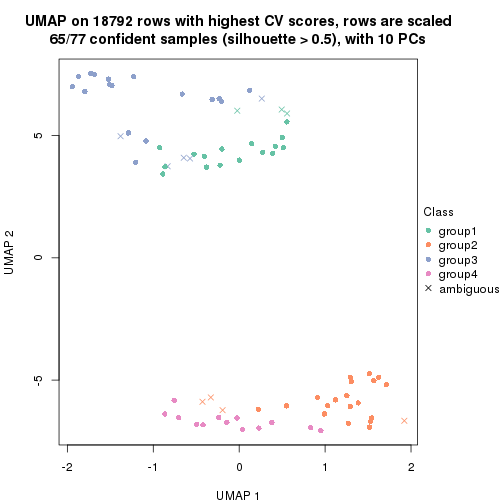 UMAP on 18792 rows with highest CV scores, rows are scaled
65/77 confident samples (silhouette > 0.5), with 10 PCs
5
0
-5
UMAP 2
-2
-1
0
1
2
UMAP 1
Class
group1
group2
group3
group4
ambiguous